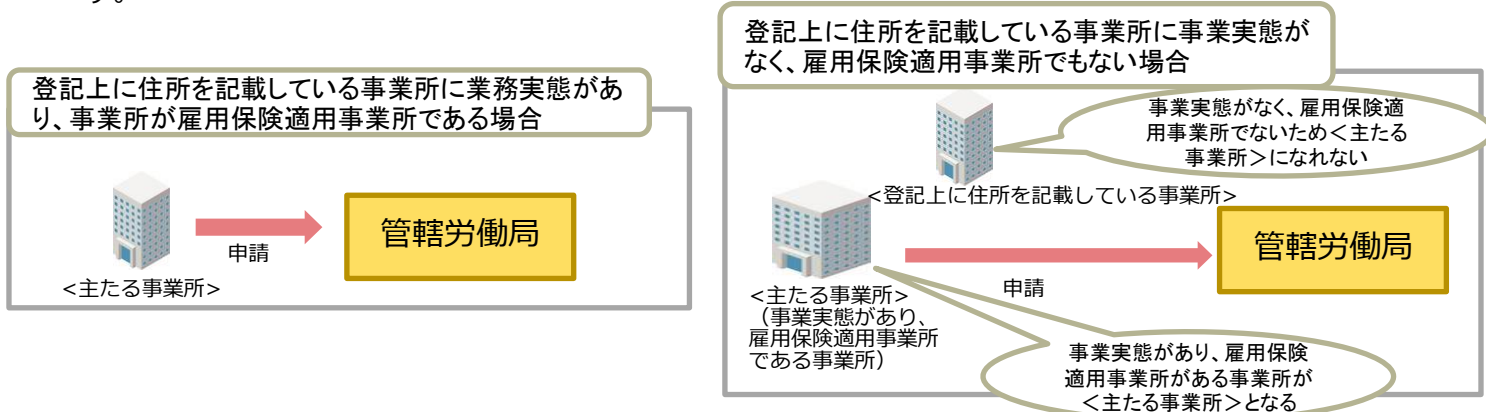 す。
登記上に住所を記載している事業所に業務実態があ
り、事業所が雇用保険適用事業所である場合
申請
管轄労働局
<主たる事業所>
登記上に住所を記載している事業所に事業実態が
なく、雇用保険適用事業所でもない場合
事業実態がなく、雇用保険適
用事業所でないため<主たる
事業所>になれない
<登記上に住所を記載している事業所>
申請
管轄労働局
<主たる事業所>
（事業実態があり、
雇用保険適用事業所
である事業所）
事業実態があり、雇用保険
適用事業所がある事業所が
<主たる事業所>となる